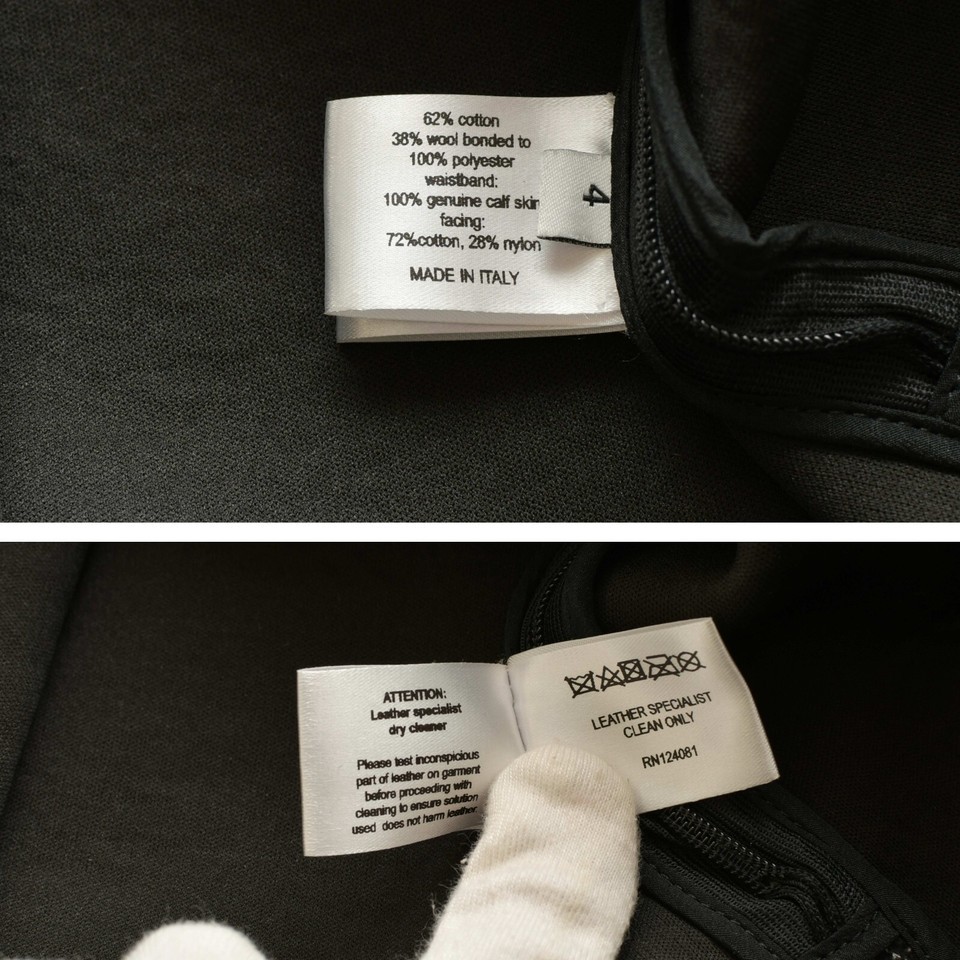 62% cotton
38% wool bonded to
100% polyester
waistband:
100% genuine calf skin
facing:
72%cotton, 28% nylon
MADE IN ITALY
4
ATTENTION:
Leather specialist
dry cleaner
Please test inconspicious
part of leather on garment
before proceeding with
cleaning to ensure solution
used does not harm leather.
LEATHER SPECIALIST
CLEAN ONLY
RN124081